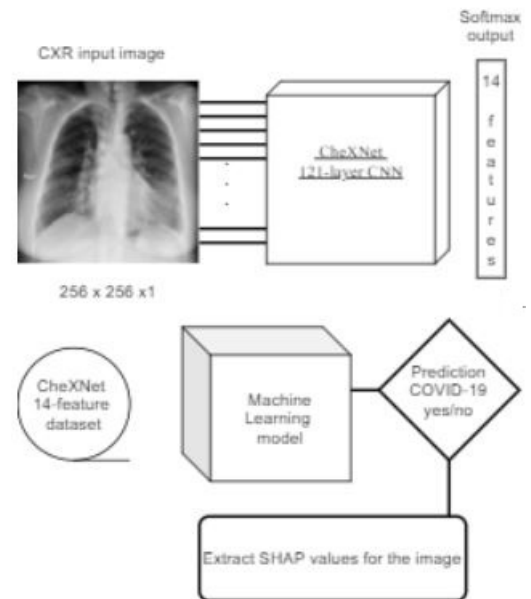 Softmax
output
CXR input image
14
features
CheXNet
121-layer CNN
256 x 256 x1
CheXNet
14-feature
dataset
Machine
Learning
model
Prediction
COVID-19
yes/no
Extract SHAP values for the image